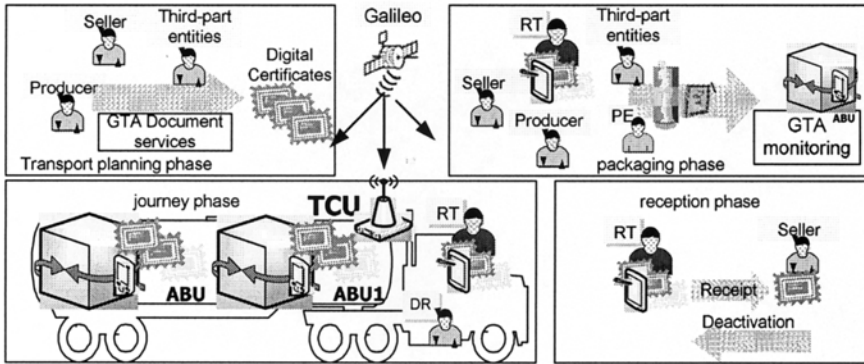 Seller
Third-part
entities
Digital
Certificates
Producer
GTA Document
services
Transport planning phase
Galileo
RT
Third-part
entities
Seller
Producer
PE
ABU
GTA
monitoring
packaging phase
journey phase
TCU
RT
ABU
ABU1
DR
reception phase
RT
Seller
Receipt
Deactivation